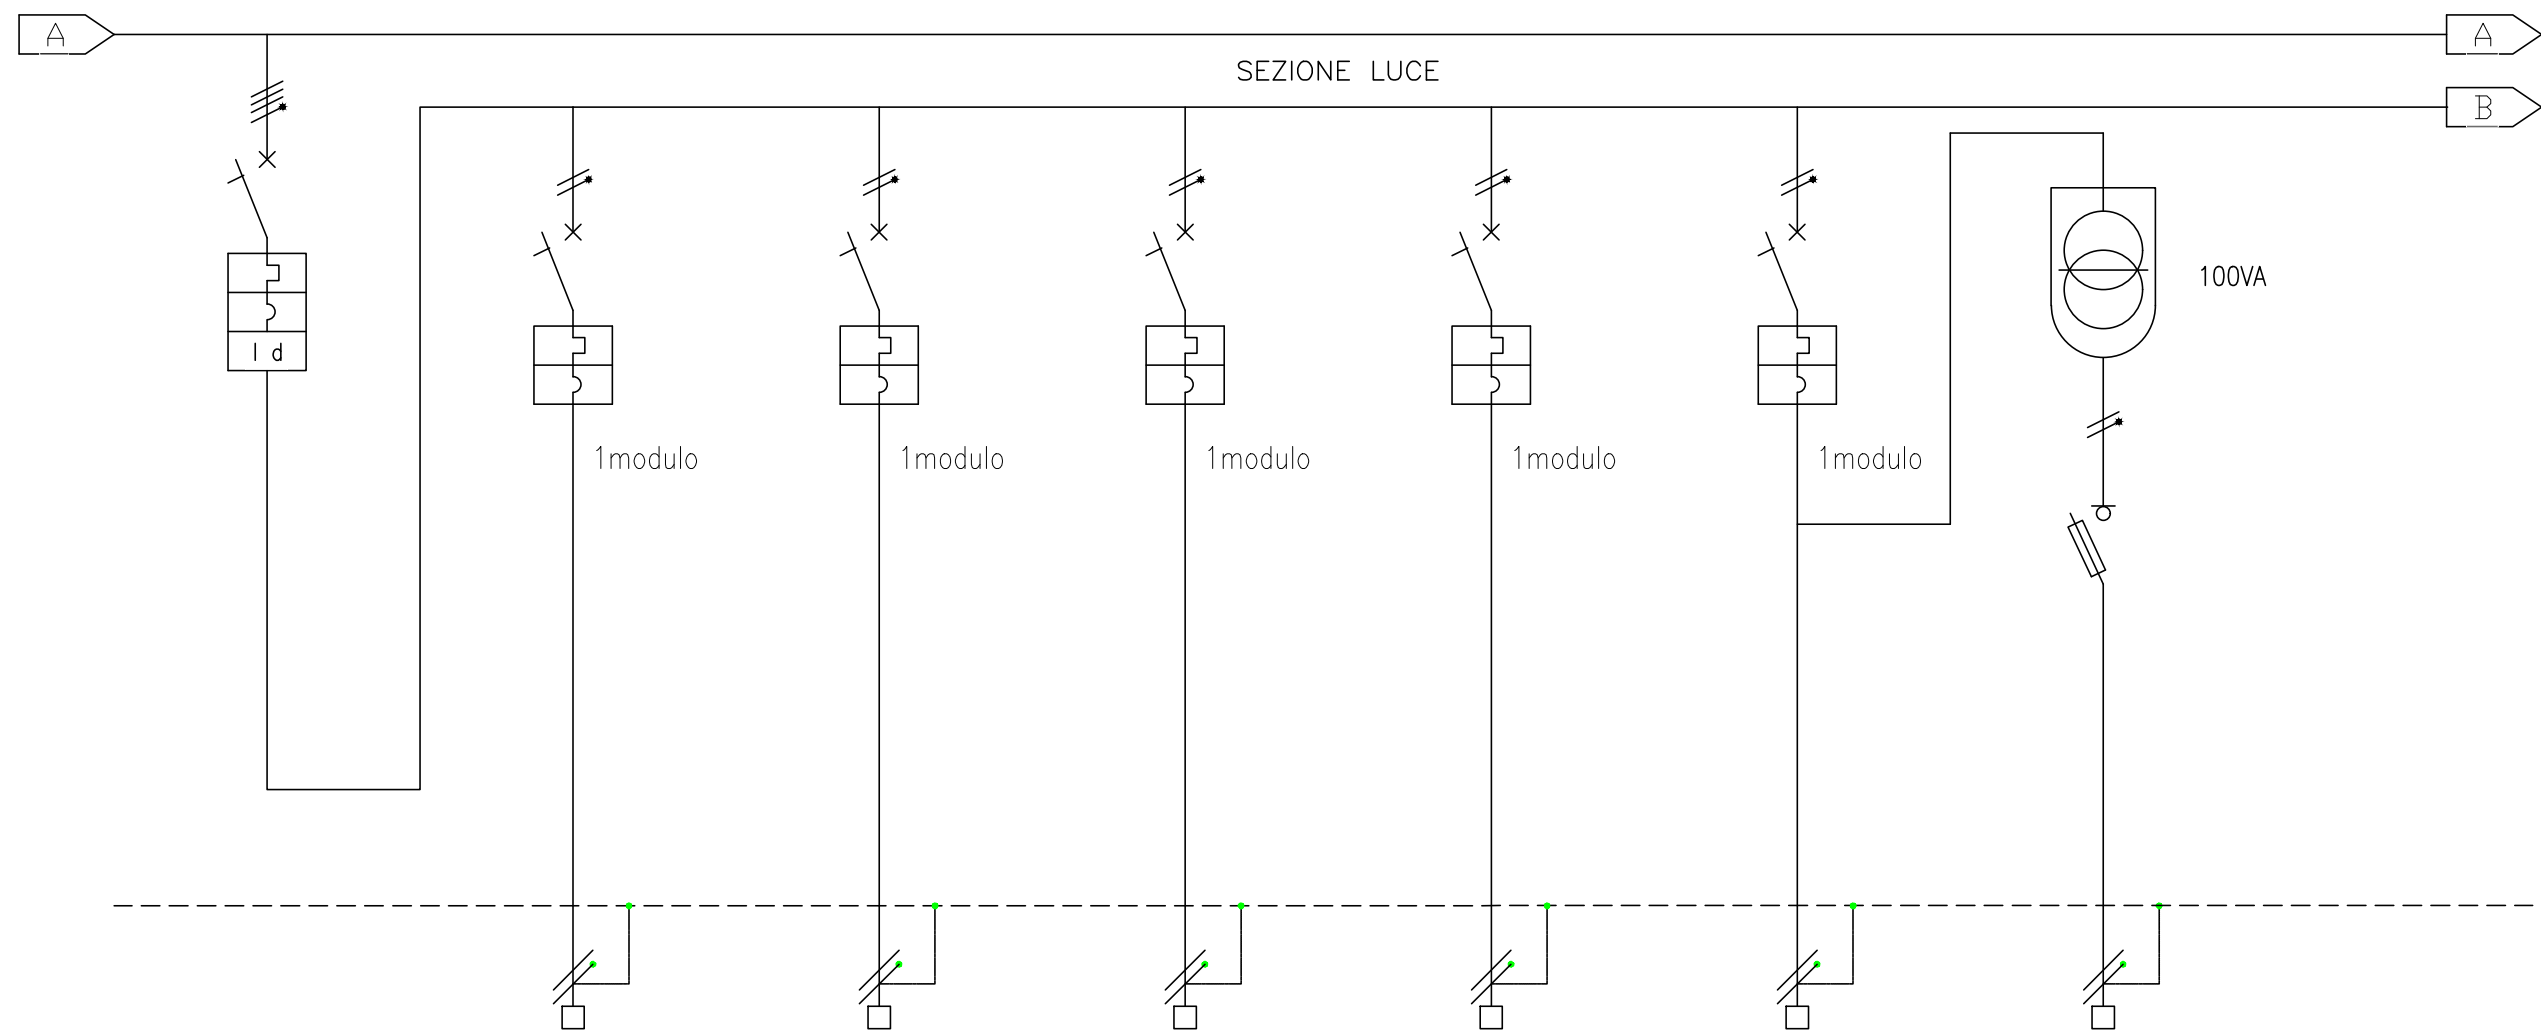 A
A
SEZIONE LUCE
B
100VA
I d
1modulo
1modulo
1modulo
1modulo
1modulo